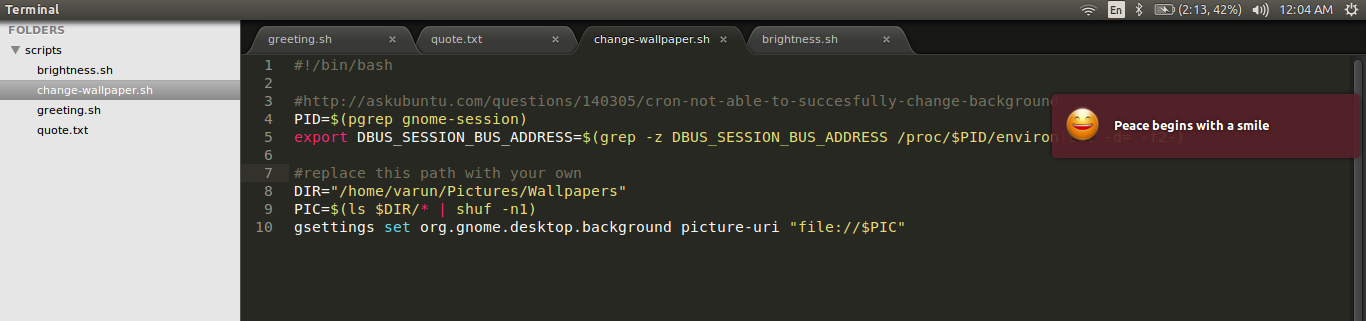 Terminal
En (2:13, 42%) 12:04 AM
FOLDERS
scripts
brightness.sh
change-wallpaper.sh
greeting.sh
quote.txt
greeting.sh × quote.txt × change-wallpaper.sh × brightness.sh ×
1 #!/bin/bash
2
3 #http://askubuntu.com/questions/140305/cron-not-able-to-succesfully-change-background
4 PID=$(pgrep gnome-session)
5 export DBUS_SESSION_BUS_ADDRESS=$(grep -z DBUS_SESSION_BUS_ADDRESS /proc/$PID/environ
6
7 #replace this path with your own
8 DIR="/home/varun/Pictures/Wallpapers"
9 PIC=$(ls $DIR/* | shuf -n1)
10 gsettings set org.gnome.desktop.background picture-uri "file://$PIC"
Peace begins with a smile